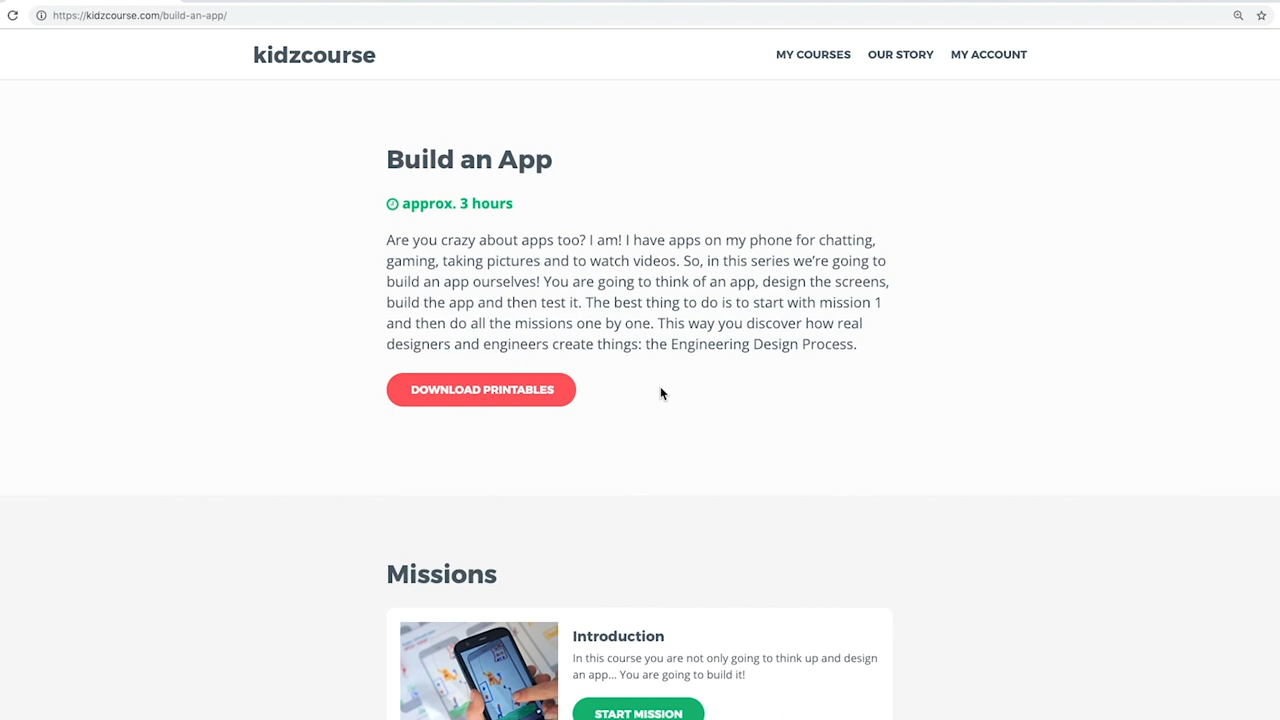 https://kidzcourse.com/build-an-app/
kidzcourse
MY COURSES OUR STORY MY ACCOUNT
Build an App
approx. 3 hours
Are you crazy about apps too? I am! I have apps on my phone for chatting,
gaming, taking pictures and to watch videos. So, in this series we’re going to
build an app ourselves! You are going to think of an app, design the screens,
build the app and then test it. The best thing to do is to start with mission 1
and then do all the missions one by one. This way you discover how real
designers and engineers create things: the Engineering Design Process.
DOWNLOAD PRINTABLES
Missions
Introduction
In this course you are not only going to think up and design
an app... You are going to build it!
START MISSION